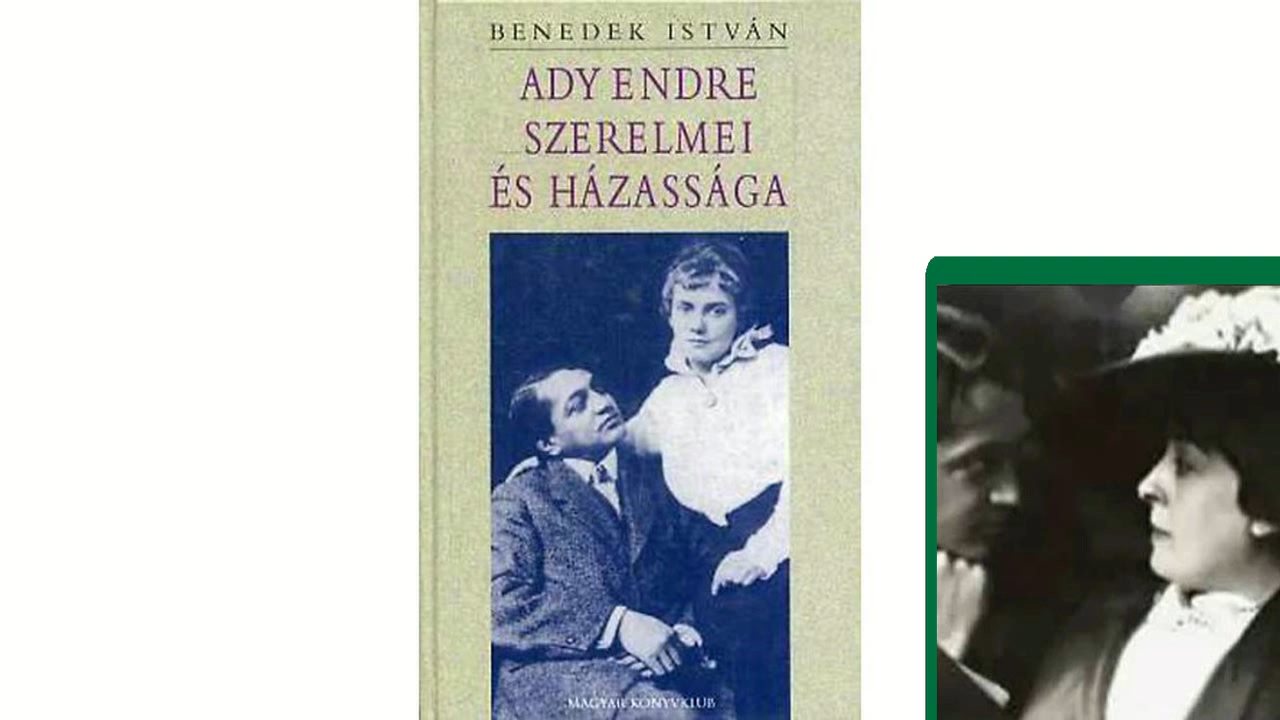 BENEDEK ISTVÁN
ADY ENDRE
SZERELMEI
ÉS HÁZASSÁGA
MAGYAR KÖNYVKLUB